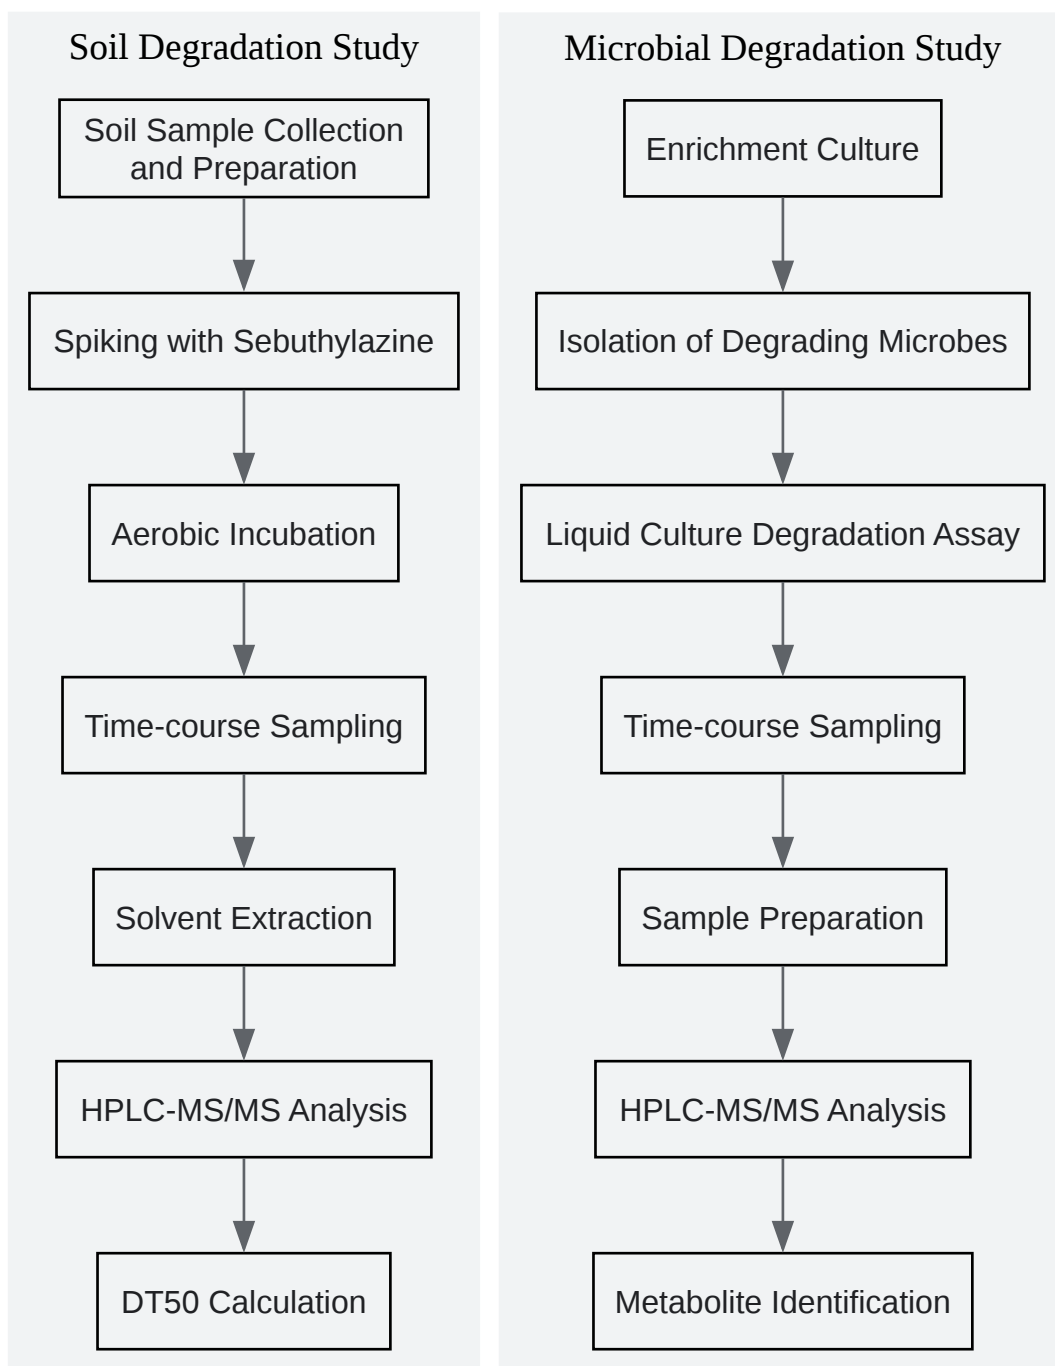 Soil Degradation Study
Soil Sample Collection
and Preparation
Spiking with Sebuthylazine
Aerobic Incubation
Time-course Sampling
Solvent Extraction
HPLC-MS/MS Analysis
DT50 Calculation
Microbial Degradation Study
Enrichment Culture
Isolation of Degrading Microbes
Liquid Culture Degradation Assay
Time-course Sampling
Sample Preparation
HPLC-MS/MS Analysis
Metabolite Identification